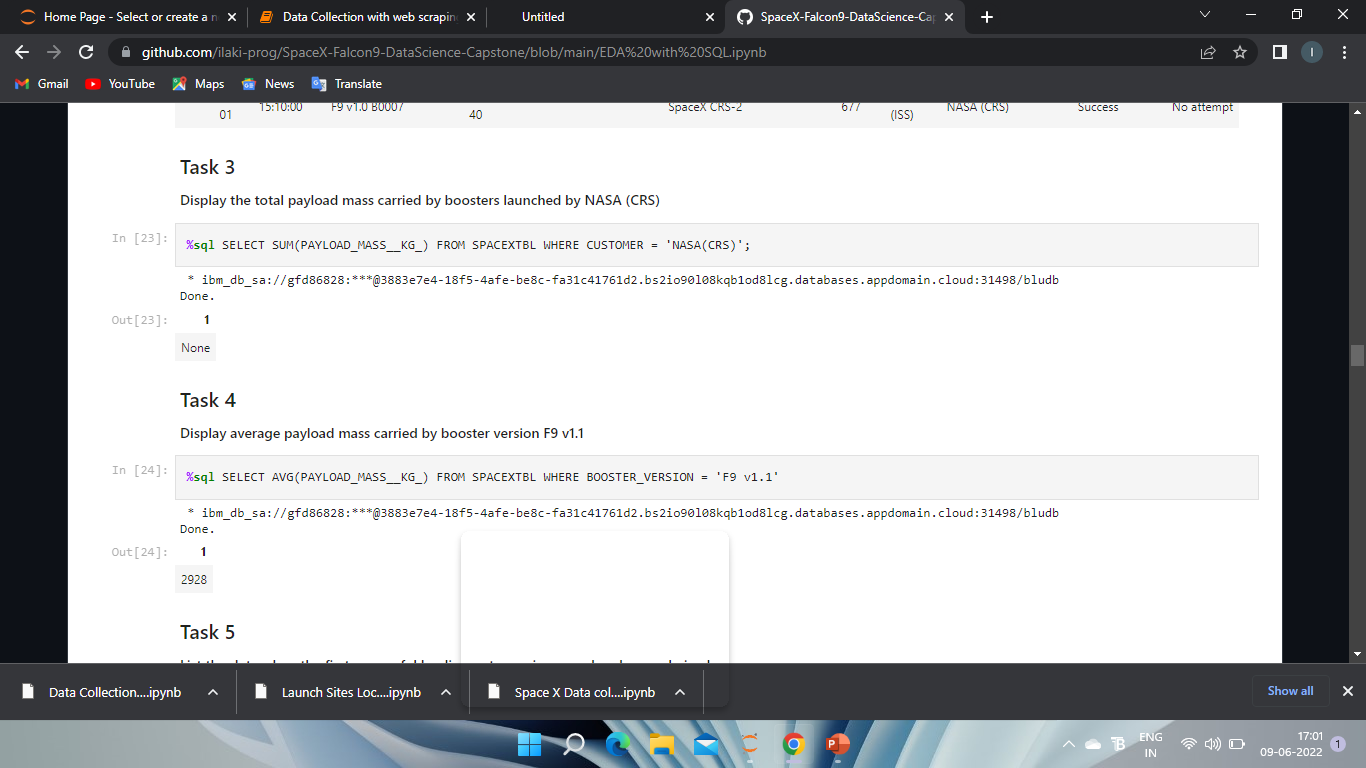 Home Page - Select or create a n
Data Collection with web scrapin
Untitled
SpaceX-Falcon9-DataScience-Cap
github.com/ilaki-prog/SpaceX-Falcon9-DataScience-Capstone/blob/main/EDA%20with%20SQL.ipynb
I
Gmail
YouTube
Maps
News
Translate
01 15:10:00 F9 v1.0 B0007 40 SpaceX CRS-2 677 (ISS) NASA (CRS) Success No attempt
Task 3
Display the total payload mass carried by boosters launched by NASA (CRS)
In [23]: %sql SELECT SUM(PAYLOAD_MASS__KG_) FROM SPACEXTBL WHERE CUSTOMER = 'NASA(CRS)';
* ibm_db_sa://gfd86828:***@3883e7e4-18f5-4afe-be8c-fa31c41761d2.bs2io90l08kqb1od8lcg.databases.appdomain.cloud:31498/bludb
Done.
Out[23]: 1
None
Task 4
Display average payload mass carried by booster version F9 v1.1
In [24]: %sql SELECT AVG(PAYLOAD_MASS__KG_) FROM SPACEXTBL WHERE BOOSTER_VERSION = 'F9 v1.1'
* ibm_db_sa://gfd86828:***@3883e7e4-18f5-4afe-be8c-fa31c41761d2.bs2io90l08kqb1od8lcg.databases.appdomain.cloud:31498/bludb
Done.
Out[24]: 1
2928
Task 5
Data Collection....ipynb
Launch Sites Loc....ipynb
Space X Data col....ipynb
Show all
ENG
IN
17:01
09-06-2022
1